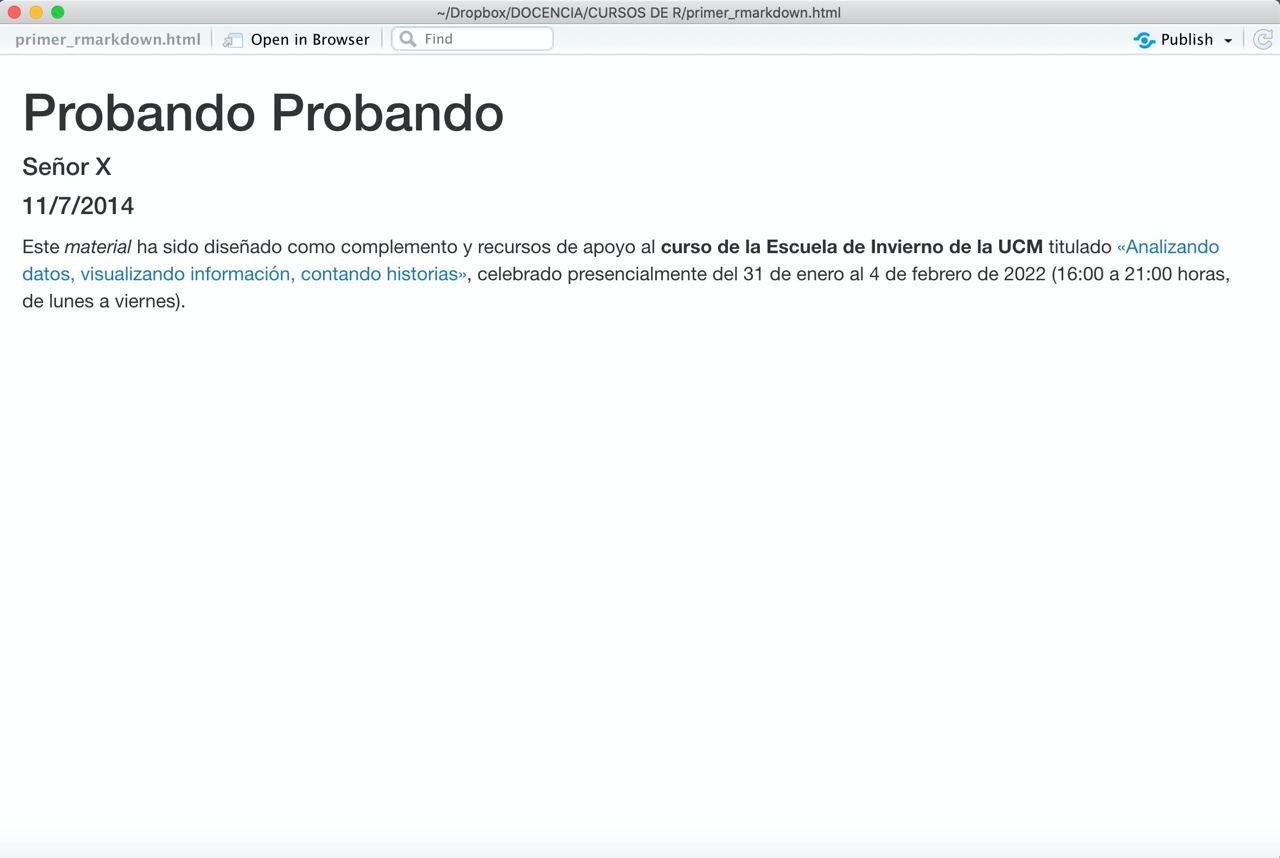 ~/Dropbox/DOCENCIA/CURSOS DE R/primer_rmarkdown.html
primer_rmarkdown.html Open in Browser Find Publish
Probando Probando
Señor X
11/7/2014
Este material ha sido diseñado como complemento y recursos de apoyo al curso de la Escuela de Invierno de la UCM titulado «Analizando
datos, visualizando información, contando historias», celebrado presencialmente del 31 de enero al 4 de febrero de 2022 (16:00 a 21:00 horas,
de lunes a viernes).